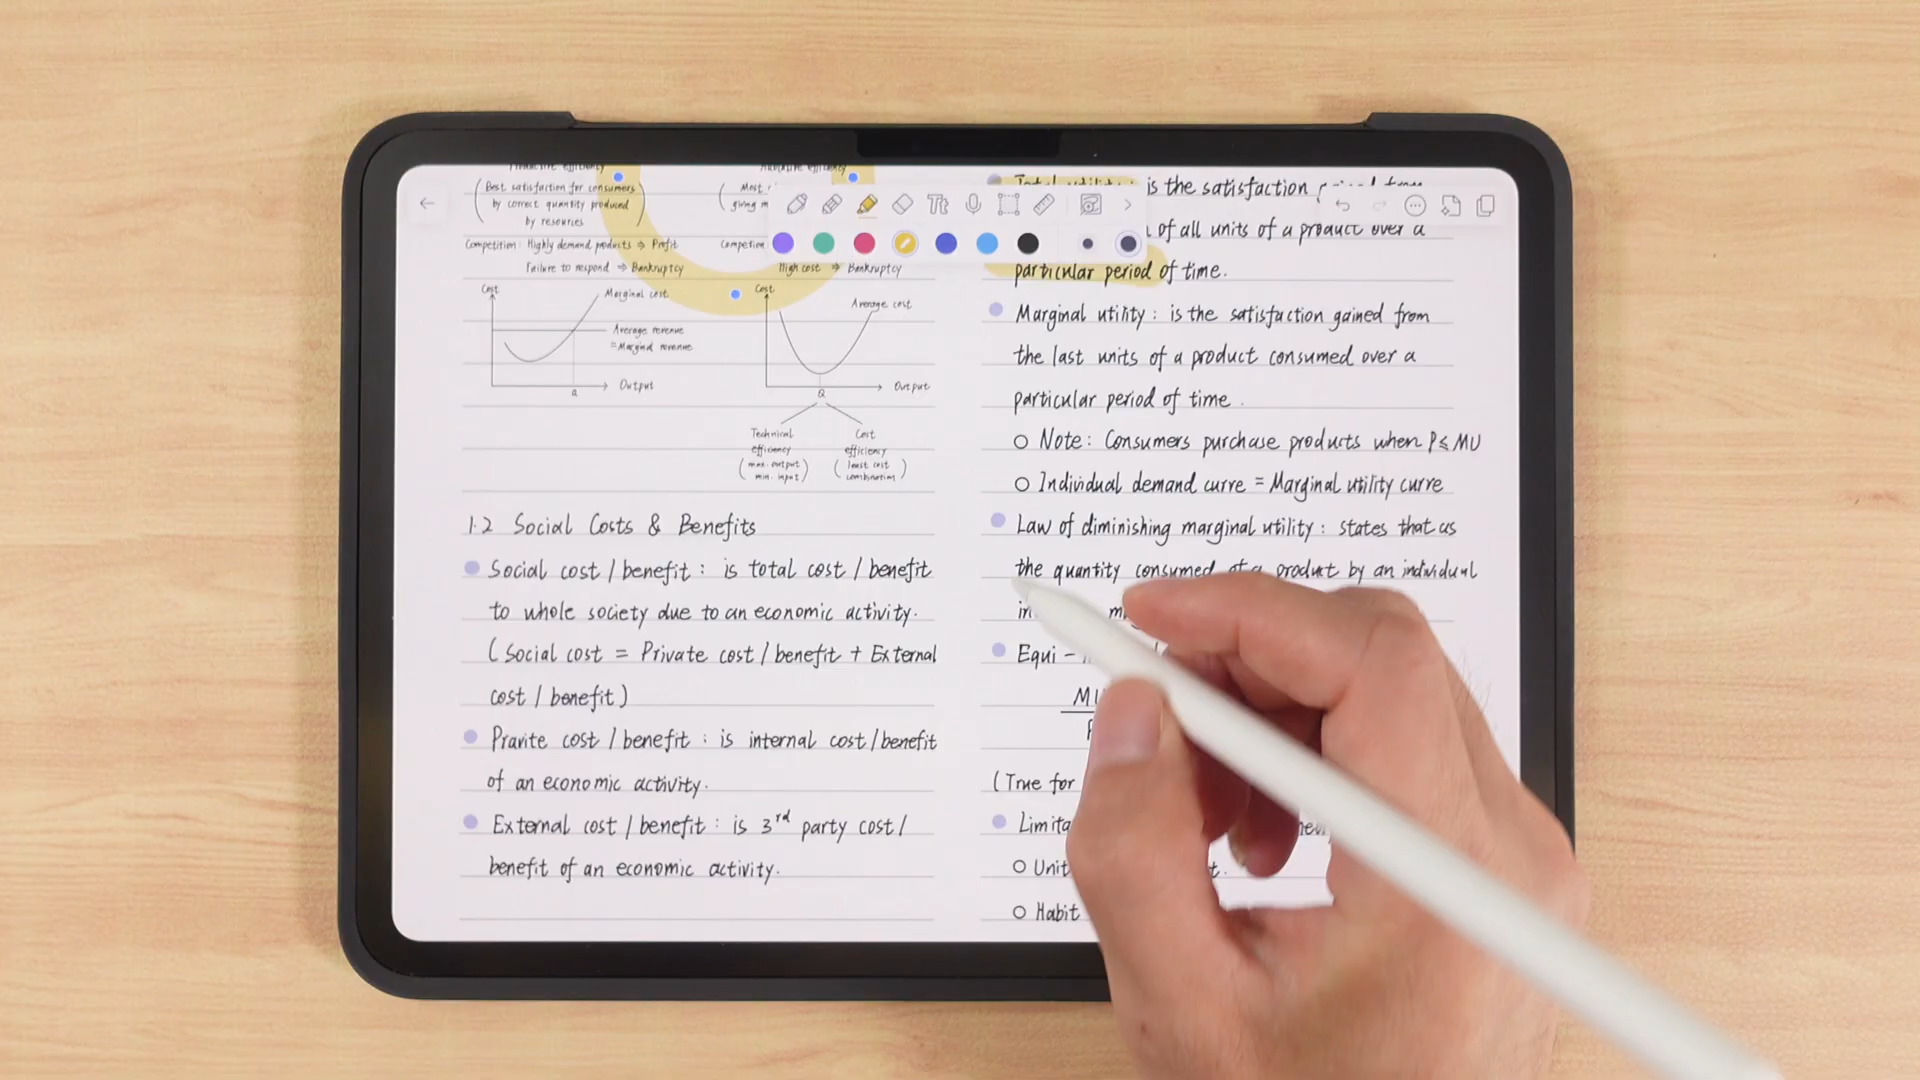 Best satisfaction for consumers
by correct quantity produced
by resources
Competition: Highly demand products ⇒ Profit
Failure to respond ⇒ Bankruptcy
Cost
Marginal cost
Average revenue
= Marginal revenue
Output
Q
Most
giving m
High cost ⇒ Bankruptcy
Cost
Average cost
Output
Q
Technical
efficiency
(max. output
min. input)
Cost
efficiency
(least cost
combination)
1.2 Social Costs & Benefits
Social cost / benefit : is total cost / benefit
to whole society due to an economic activity.
(Social cost = Private cost / benefit + External
cost / benefit)
Pravite cost / benefit : is internal cost / benefit
of an economic activity.
External cost / benefit : is 3rd party cost /
benefit of an economic activity.
Tt
Total utility : is the satisfaction
of all units of a product over a
particular period of time.
Marginal utility : is the satisfaction gained from
the last units of a product consumed over a
particular period of time.
Note : Consumers purchase products when P ≤ MU
Individual demand curve = Marginal utility curve
Law of diminishing marginal utility : states that as
the quantity consumed of a product by an individual
in
Equi -
MU
(True for
Limita
Unit
Habit